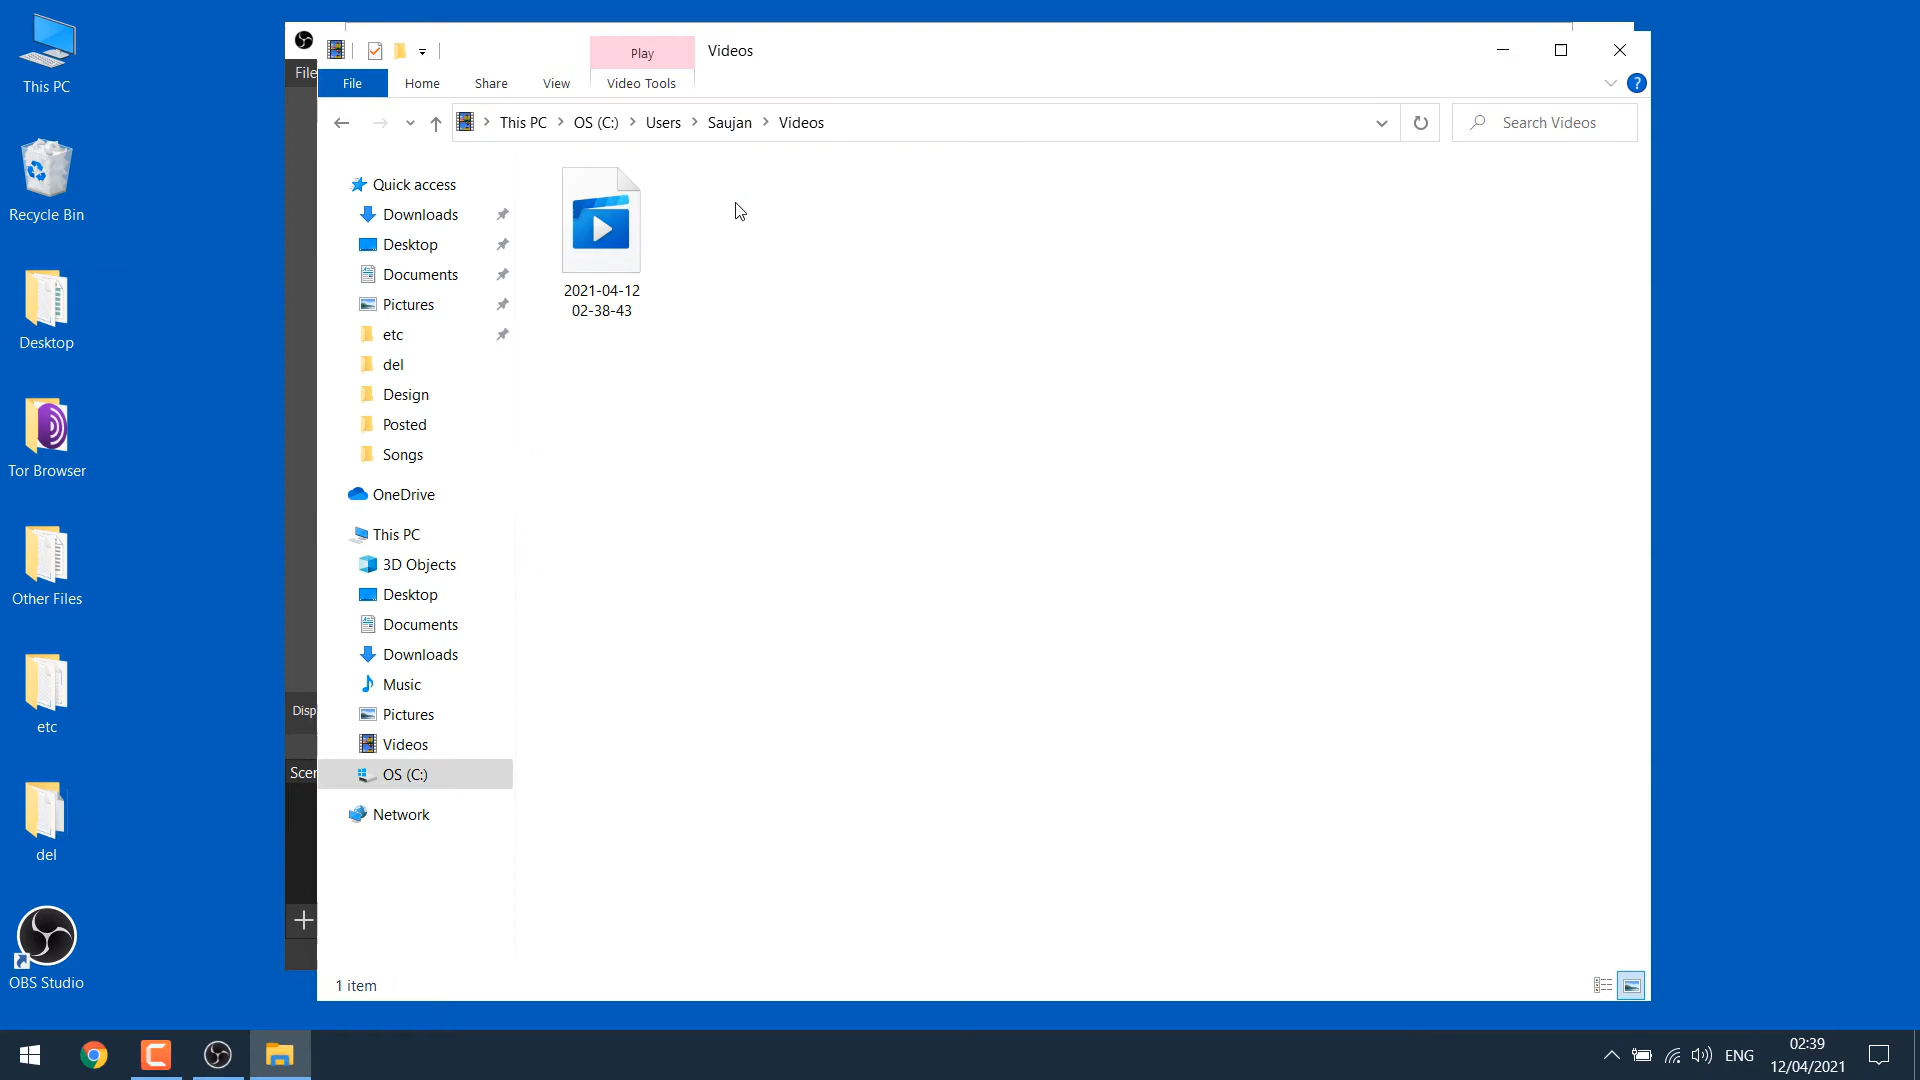 This PC
Recycle Bin
Desktop
Tor Browser
Other Files
etc
del
OBS Studio
File
Disp
Scen
Play
Videos
File
Home
Share
View
Video Tools
?
This PC
OS (C:)
Users
Saujan
Videos
Search Videos
Quick access
Downloads
Desktop
Documents
Pictures
etc
del
Design
Posted
Songs
OneDrive
This PC
3D Objects
Desktop
Documents
Downloads
Music
Pictures
Videos
OS (C:)
Network
2021-04-12
02-38-43
1 item
ENG
02:39
12/04/2021